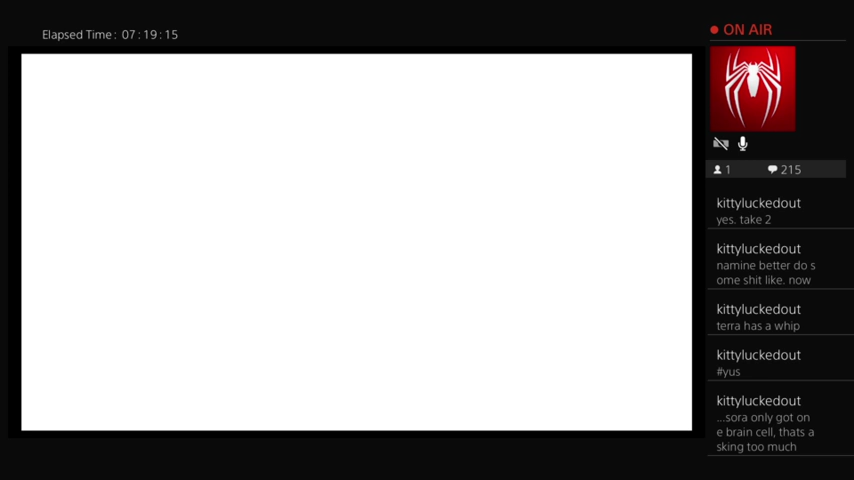 Elapsed Time: 07:19:15
ON AIR
1 215
kittyluckedout
yes. take 2
kittyluckedout
namine better do s
ome shit like. now
kittyluckedout
terra has a whip
kittyluckedout
#yus
kittyluckedout
...sora only got on
e brain cell, thats a
sking too much